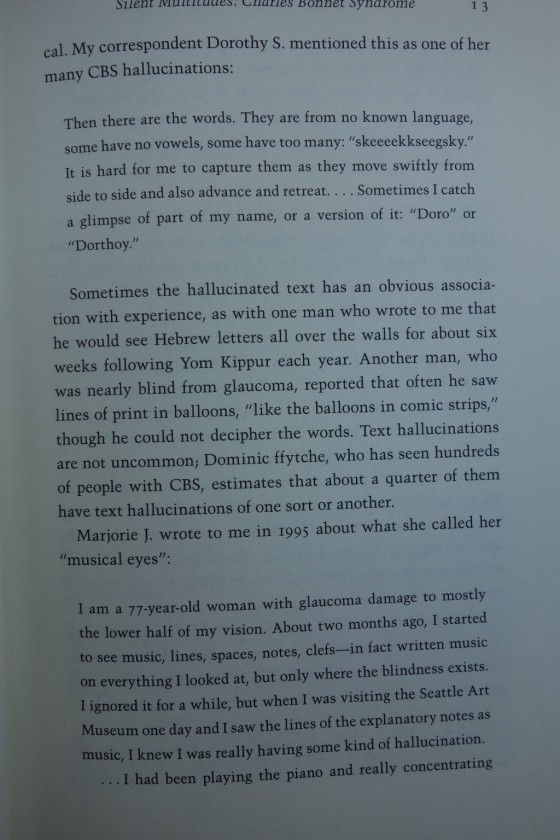 Silent Multitudes: Charles Bonnet Syndrome 13
cal. My correspondent Dorothy S. mentioned this as one of her
many CBS hallucinations:
Then there are the words. They are from no known language,
some have no vowels, some have too many: “skeeeekkseegsky.”
It is hard for me to capture them as they move swiftly from
side to side and also advance and retreat. . . . Sometimes I catch
a glimpse of part of my name, or a version of it: “Doro” or
“Dorthoy.”
Sometimes the hallucinated text has an obvious associa-
tion with experience, as with one man who wrote to me that
he would see Hebrew letters all over the walls for about six
weeks following Yom Kippur each year. Another man, who
was nearly blind from glaucoma, reported that often he saw
lines of print in balloons, “like the balloons in comic strips,”
though he could not decipher the words. Text hallucinations
are not uncommon; Dominic ffytche, who has seen hundreds
of people with CBS, estimates that about a quarter of them
have text hallucinations of one sort or another.
Marjorie J. wrote to me in 1995 about what she called her
“musical eyes”:
I am a 77-year-old woman with glaucoma damage to mostly
the lower half of my vision. About two months ago, I started
to see music, lines, spaces, notes, clefs—in fact written music
on everything I looked at, but only where the blindness exists.
I ignored it for a while, but when I was visiting the Seattle Art
Museum one day and I saw the lines of the explanatory notes as
music, I knew I was really having some kind of hallucination.
. . . I had been playing the piano and really concentrating